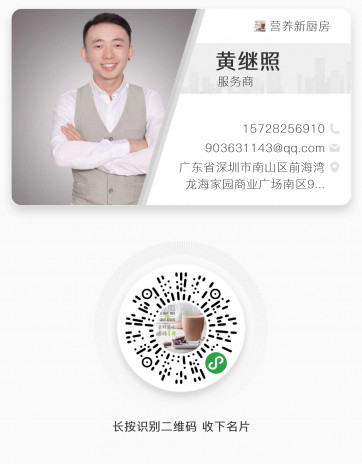 营养新厨房
黄继照
服务商
15728256910
903631143@qq.com
广东省深圳市南山区前海湾
龙海家园商业广场南区9...
长按识别二维码 收下名片